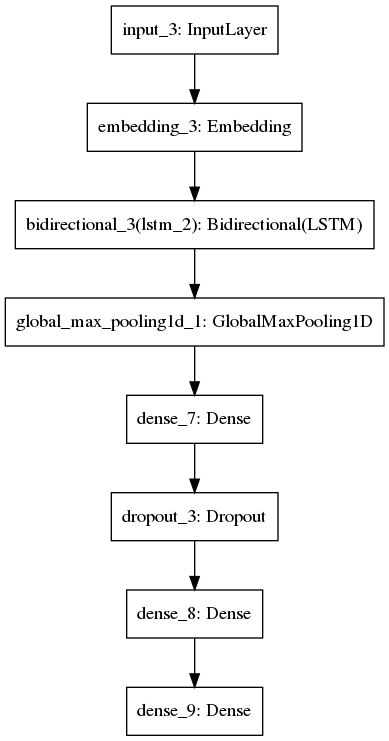 input_3: InputLayer
embedding_3: Embedding
bidirectional_3(lstm_2): Bidirectional(LSTM)
global_max_pooling1d_1: GlobalMaxPooling1D
dense_7: Dense
dropout_3: Dropout
dense_8: Dense
dense_9: Dense